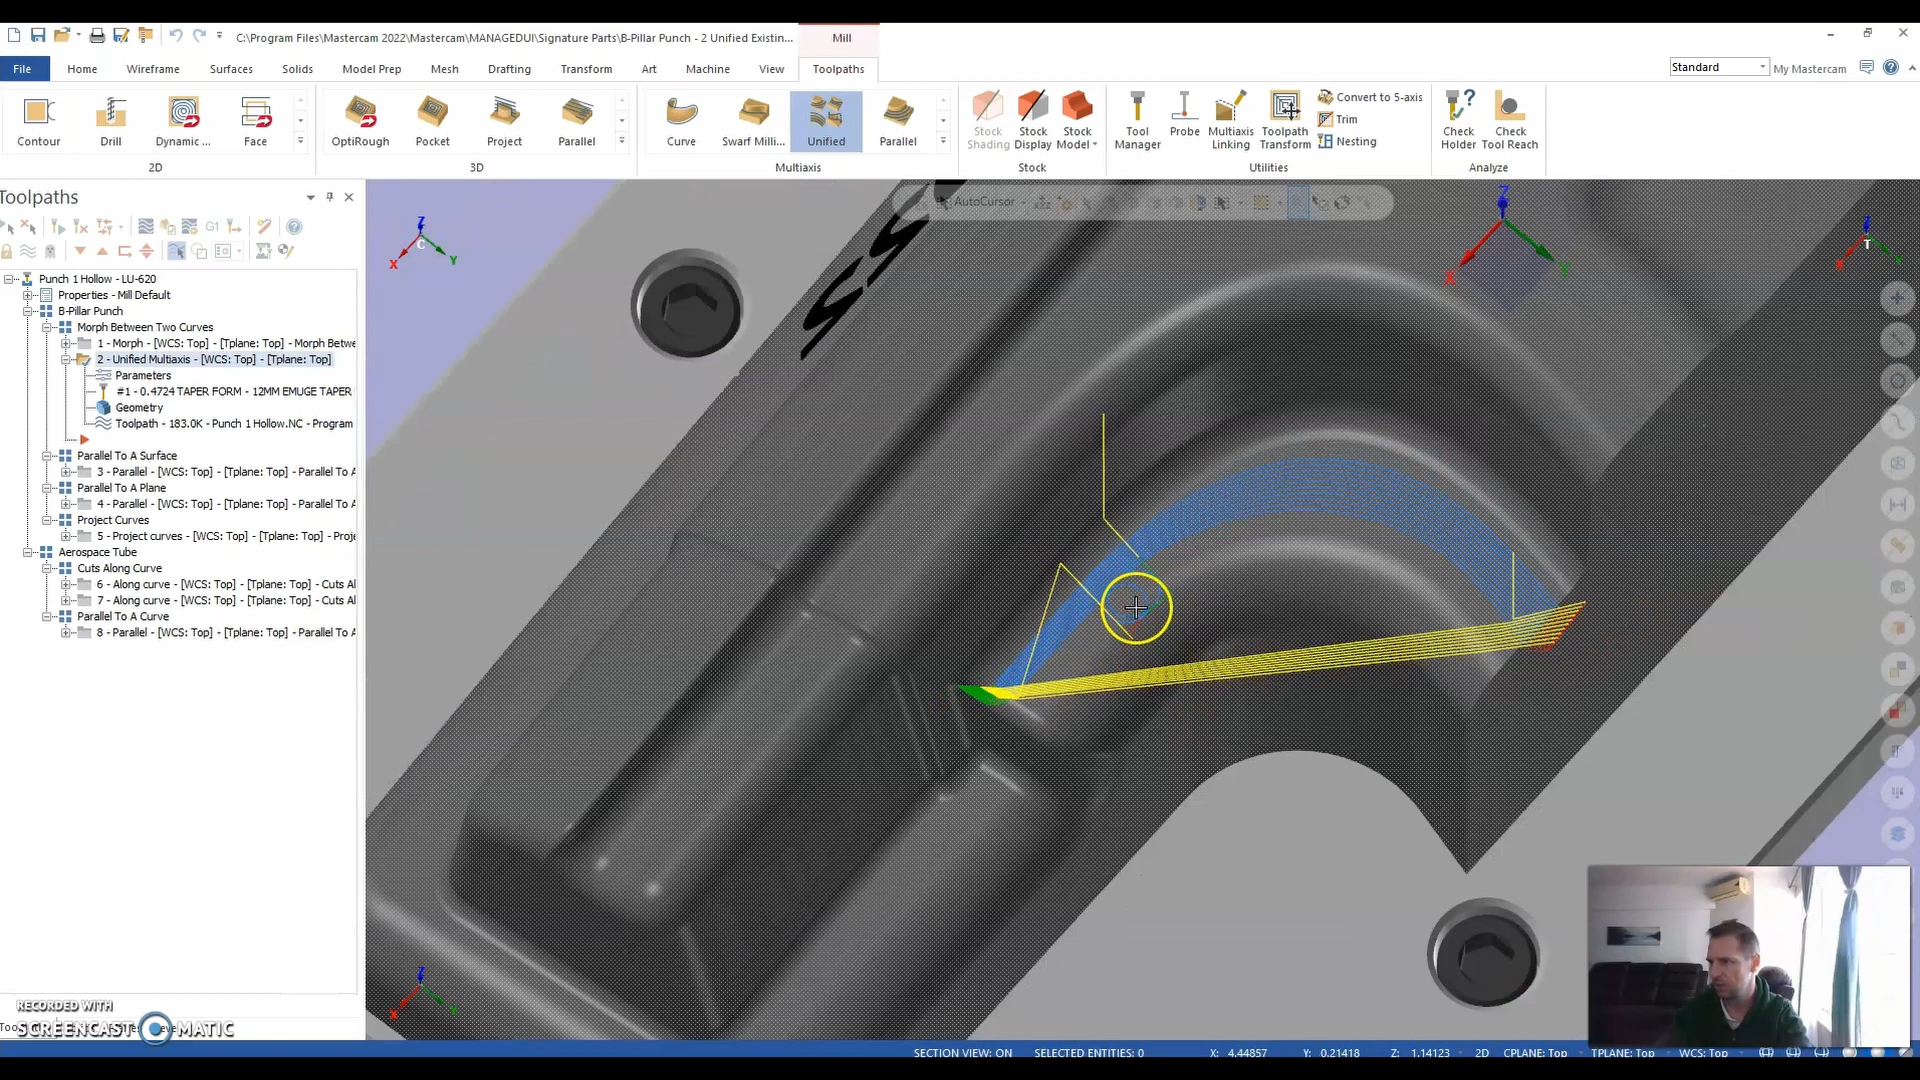 C:\Program Files\Mastercam 2022\Mastercam\MANAGEDUI\Signature Parts\B-Pillar Punch - 2 Unified Existin...
Mill
File
Home
Wireframe
Surfaces
Solids
Model Prep
Mesh
Drafting
Transform
Art
Machine
View
Toolpaths
Standard
My Mastercam
Contour
Drill
Dynamic ...
Face
2D
OptiRough
Pocket
Project
Parallel
3D
Curve
Swarf Milli...
Unified
Parallel
Multiaxis
Stock Shading
Stock Display
Stock Model
Stock
Tool Manager
Probe
Multiaxis Linking
Toolpath Transform
Convert to 5-axis
Trim
Nesting
Utilities
Check Holder
Check Tool Reach
Analyze
Toolpaths
G1
AutoCursor
Punch 1 Hollow - LU-620
Properties - Mill Default
B-Pillar Punch
Morph Between Two Curves
1 - Morph - [WCS: Top] - [Tplane: Top] - Morph Betwe
2 - Unified Multiaxis - [WCS: Top] - [Tplane: Top]
Parameters
#1 - 0.4724 TAPER FORM - 12MM EMUGE TAPER
Geometry
Toolpath - 183.0K - Punch 1 Hollow.NC - Program
Parallel To A Surface
3 - Parallel - [WCS: Top] - [Tplane: Top] - Parallel To A
Parallel To A Plane
4 - Parallel - [WCS: Top] - [Tplane: Top] - Parallel To A
Project Curves
5 - Project curves - [WCS: Top] - [Tplane: Top] - Proje
Aerospace Tube
Cuts Along Curve
6 - Along curve - [WCS: Top] - [Tplane: Top] - Cuts Al
7 - Along curve - [WCS: Top] - [Tplane: Top] - Cuts Al
Parallel To A Curve
8 - Parallel - [WCS: Top] - [Tplane: Top] - Parallel To A
Z
C
X
Y
Z
X
Y
Z
T
X
Y
Z
X
Y
RECORDED WITH
SCREENCAST MATIC
SECTION VIEW: ON
SELECTED ENTITIES: 0
X: 4.44857
Y: 0.21418
Z: 1.14123
2D
CPLANE: Top
TPLANE: Top
WCS: Top